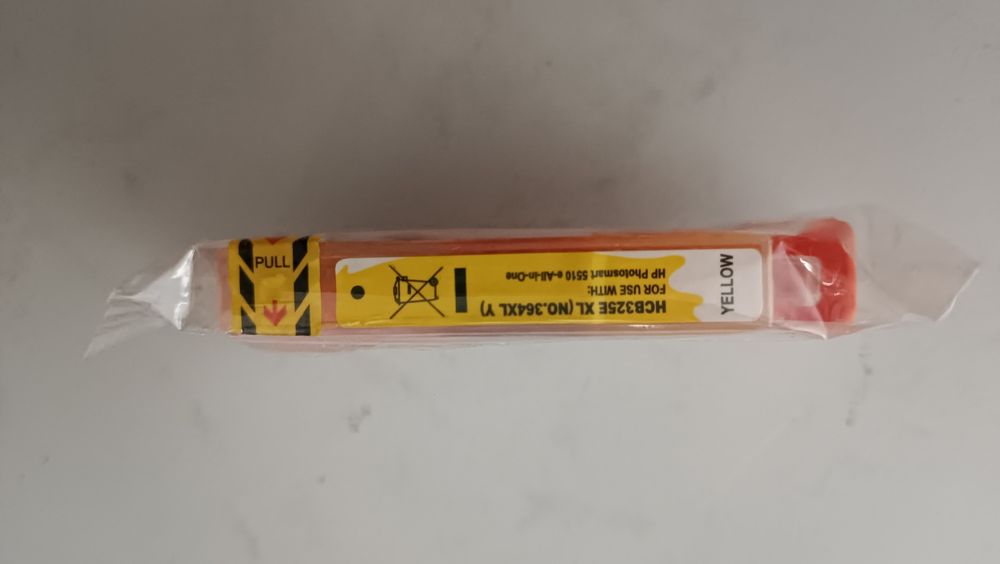 PULL
HCB325E XL (NO.364XL Y)
FOR USE WITH:
HP Photosmart 5510 e-All-in-One
YELLOW